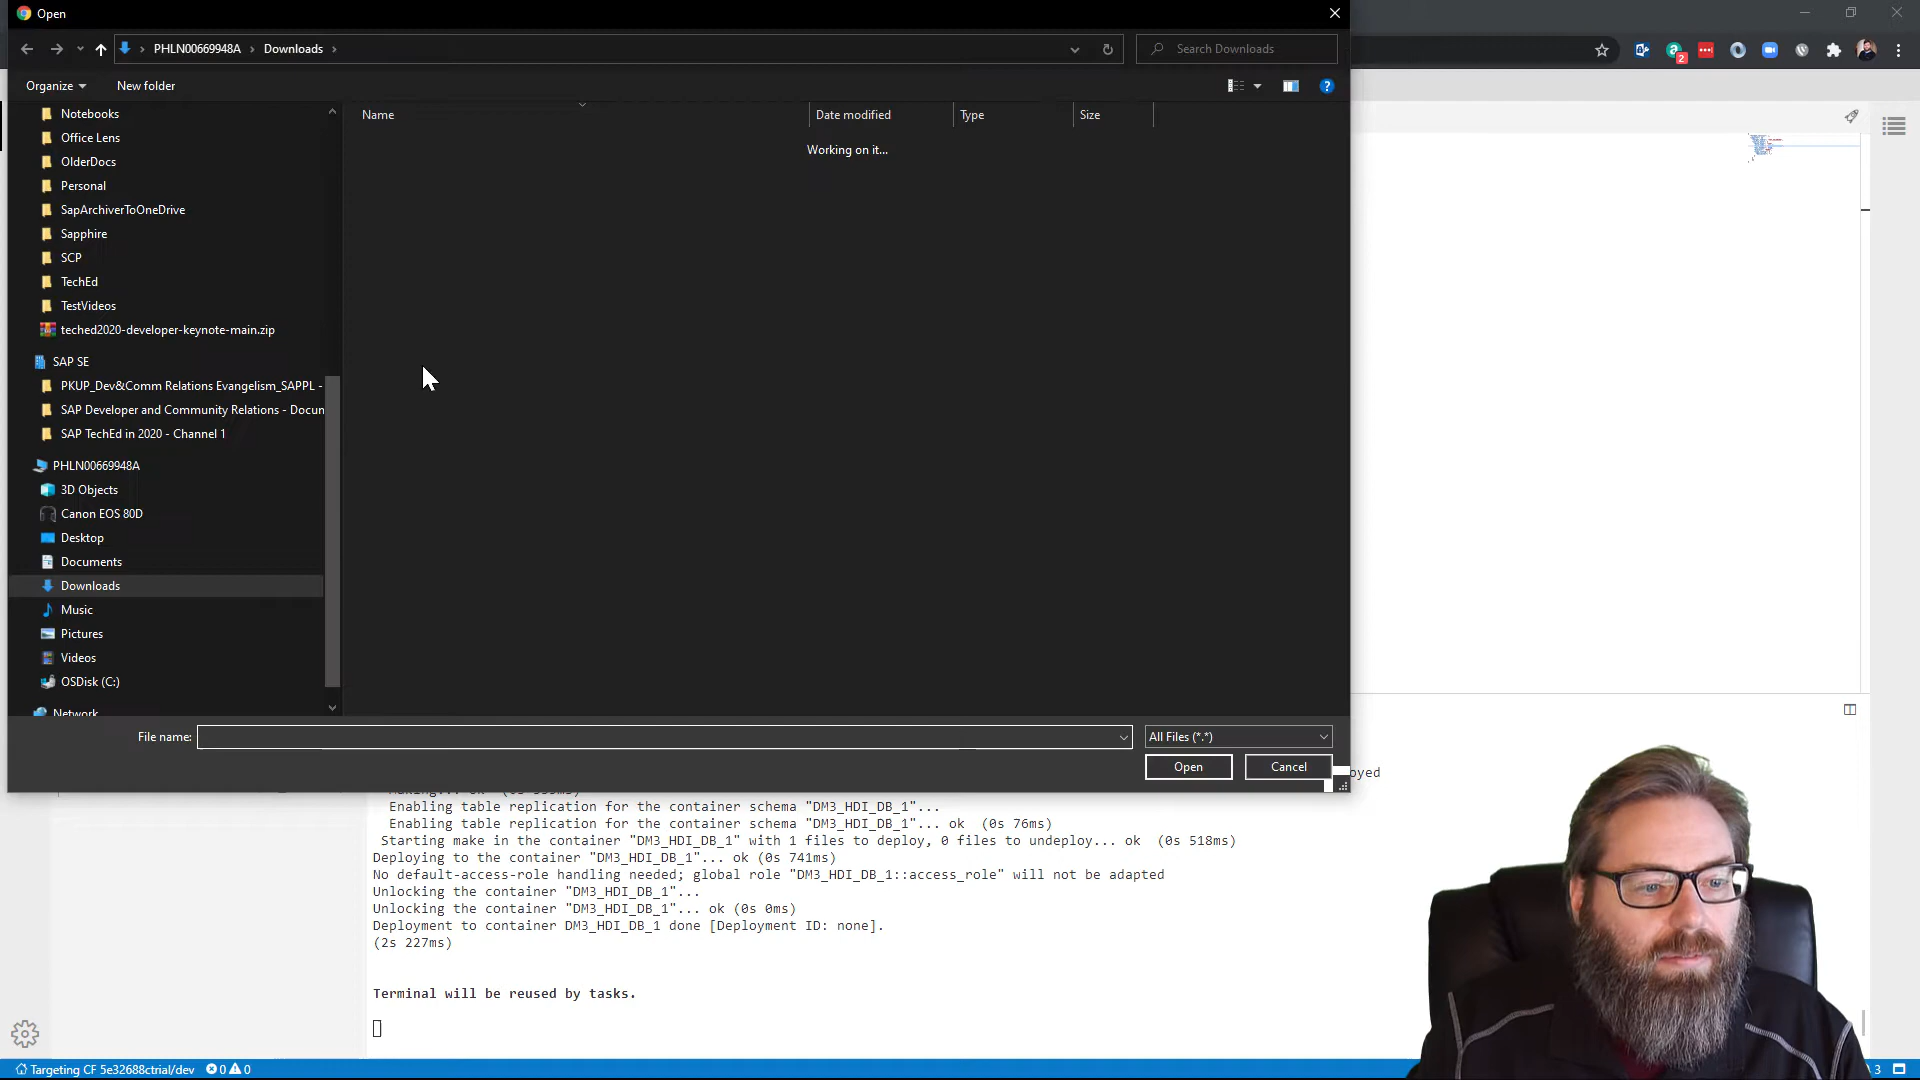 Open
PHLN00669948A
Downloads
Search Downloads
2
Organize
New folder
Name
Date modified
Type
Size
Working on it...
Notebooks
Office Lens
OlderDocs
Personal
SapArchiverToOneDrive
Sapphire
SCP
TechEd
TestVideos
teched2020-developer-keynote-main.zip
SAP SE
PKUP_Dev&Comm Relations Evangelism_SAPPL -
SAP Developer and Community Relations - Docun
SAP TechEd in 2020 - Channel 1
PHLN00669948A
3D Objects
Canon EOS 80D
Desktop
Documents
Downloads
Music
Pictures
Videos
OSDisk (C:)
Network
File name:
All Files (*.*)
Open
Cancel
oyed
Enabling table replication for the container schema "DM3_HDI_DB_1"...
Enabling table replication for the container schema "DM3_HDI_DB_1"... ok (0s 76ms)
Starting make in the container "DM3_HDI_DB_1" with 1 files to deploy, 0 files to undeploy... ok (0s 518ms)
Deploying to the container "DM3_HDI_DB_1"... ok (0s 741ms)
No default-access-role handling needed; global role "DM3_HDI_DB_1::access_role" will not be adapted
Unlocking the container "DM3_HDI_DB_1"...
Unlocking the container "DM3_HDI_DB_1"... ok (0s 0ms)
Deployment to container DM3_HDI_DB_1 done [Deployment ID: none].
(2s 227ms)
Terminal will be reused by tasks.
Targeting CF 5e32688ctrial/dev
0
0
3